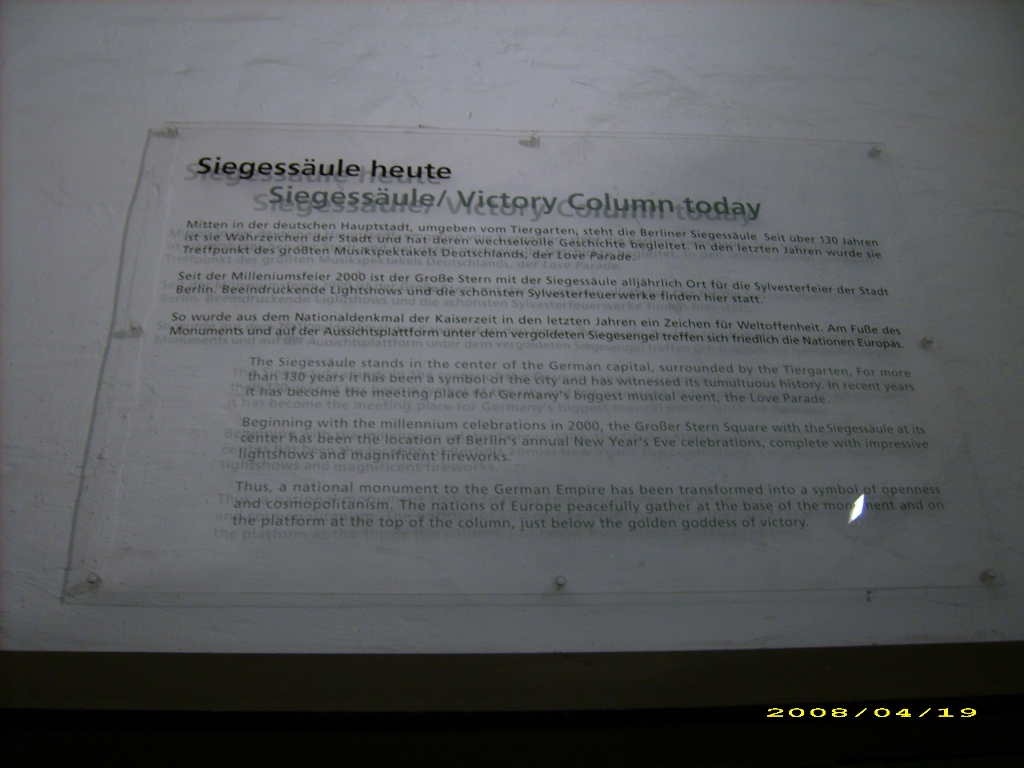 Siegessäule heute
Siegessäule/ Victory Column today
Mitten in der deutschen Hauptstadt, umgeben vom Tiergarten, steht die Berliner Siegessäule Seit über 130 Jahren
ist sie Wahrzeichen der Stadt und hat deren wechselvolle Geschichte begleitet. In den letzten Jahren wurde sie
Treffpunkt des größten Musikspektakels Deutschlands, der Love Parade.
Seit der Milleniumsfeier 2000 ist der Große Stern mit der Siegessäule alljährlich Ort für die Sylvesterfeier der Stadt
Berlin. Beeindruckende Lightshows und die schönsten Sylvesterfeuerwerke finden hier statt.
So wurde aus dem Nationaldenkmal der Kaiserzeit in den letzten Jahren ein Zeichen für Weltoffenheit. Am Fuße des
Monuments und auf der Aussichtsplattform unter dem vergoldeten Siegesengel treffen sich friedlich die Nationen Europas.
The Siegessäule stands in the center of the German capital, surrounded by the Tiergarten. For more
than 130 years it has been a symbol of the city and has witnessed its tumultuous history. In recent years
it has become the meeting place for Germany's biggest musical event, the Love Parade.
Beginning with the millennium celebrations in 2000, the Großer Stern Square with the Siegessäule at its
center has been the location of Berlin's annual New Year's Eve celebrations, complete with impressive
lightshows and magnificent fireworks.
Thus, a national monument to the German Empire has been transformed into a symbol of openness
and cosmopolitanism. The nations of Europe peacefully gather at the base of the monument and on
the platform at the top of the column, just below the golden goddess of victory.
2008/04/19